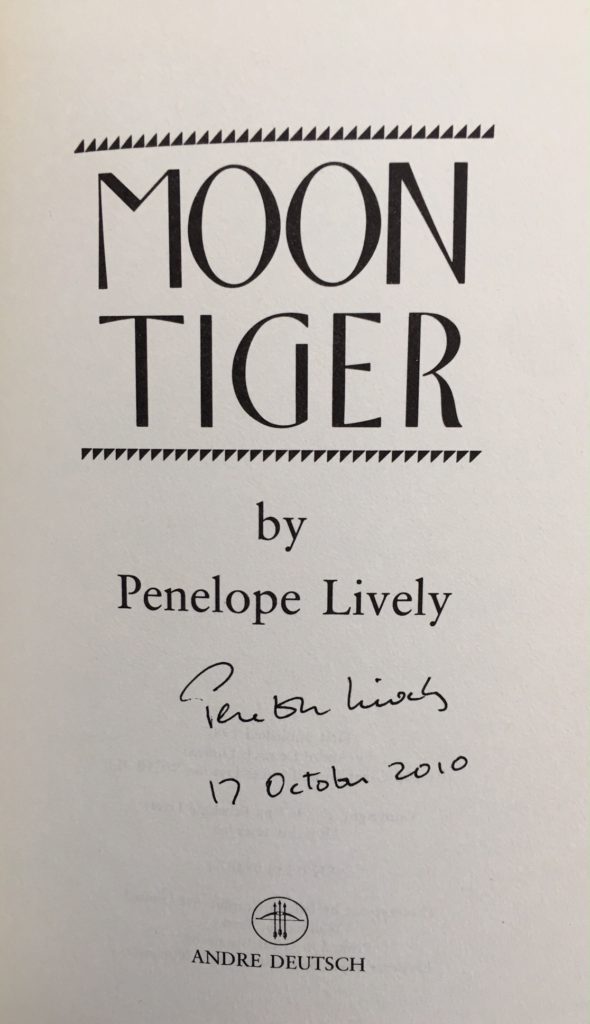 MOON
TIGER
by
Penelope Lively
Penelope Lively
17 October 2010
ANDRE DEUTSCH